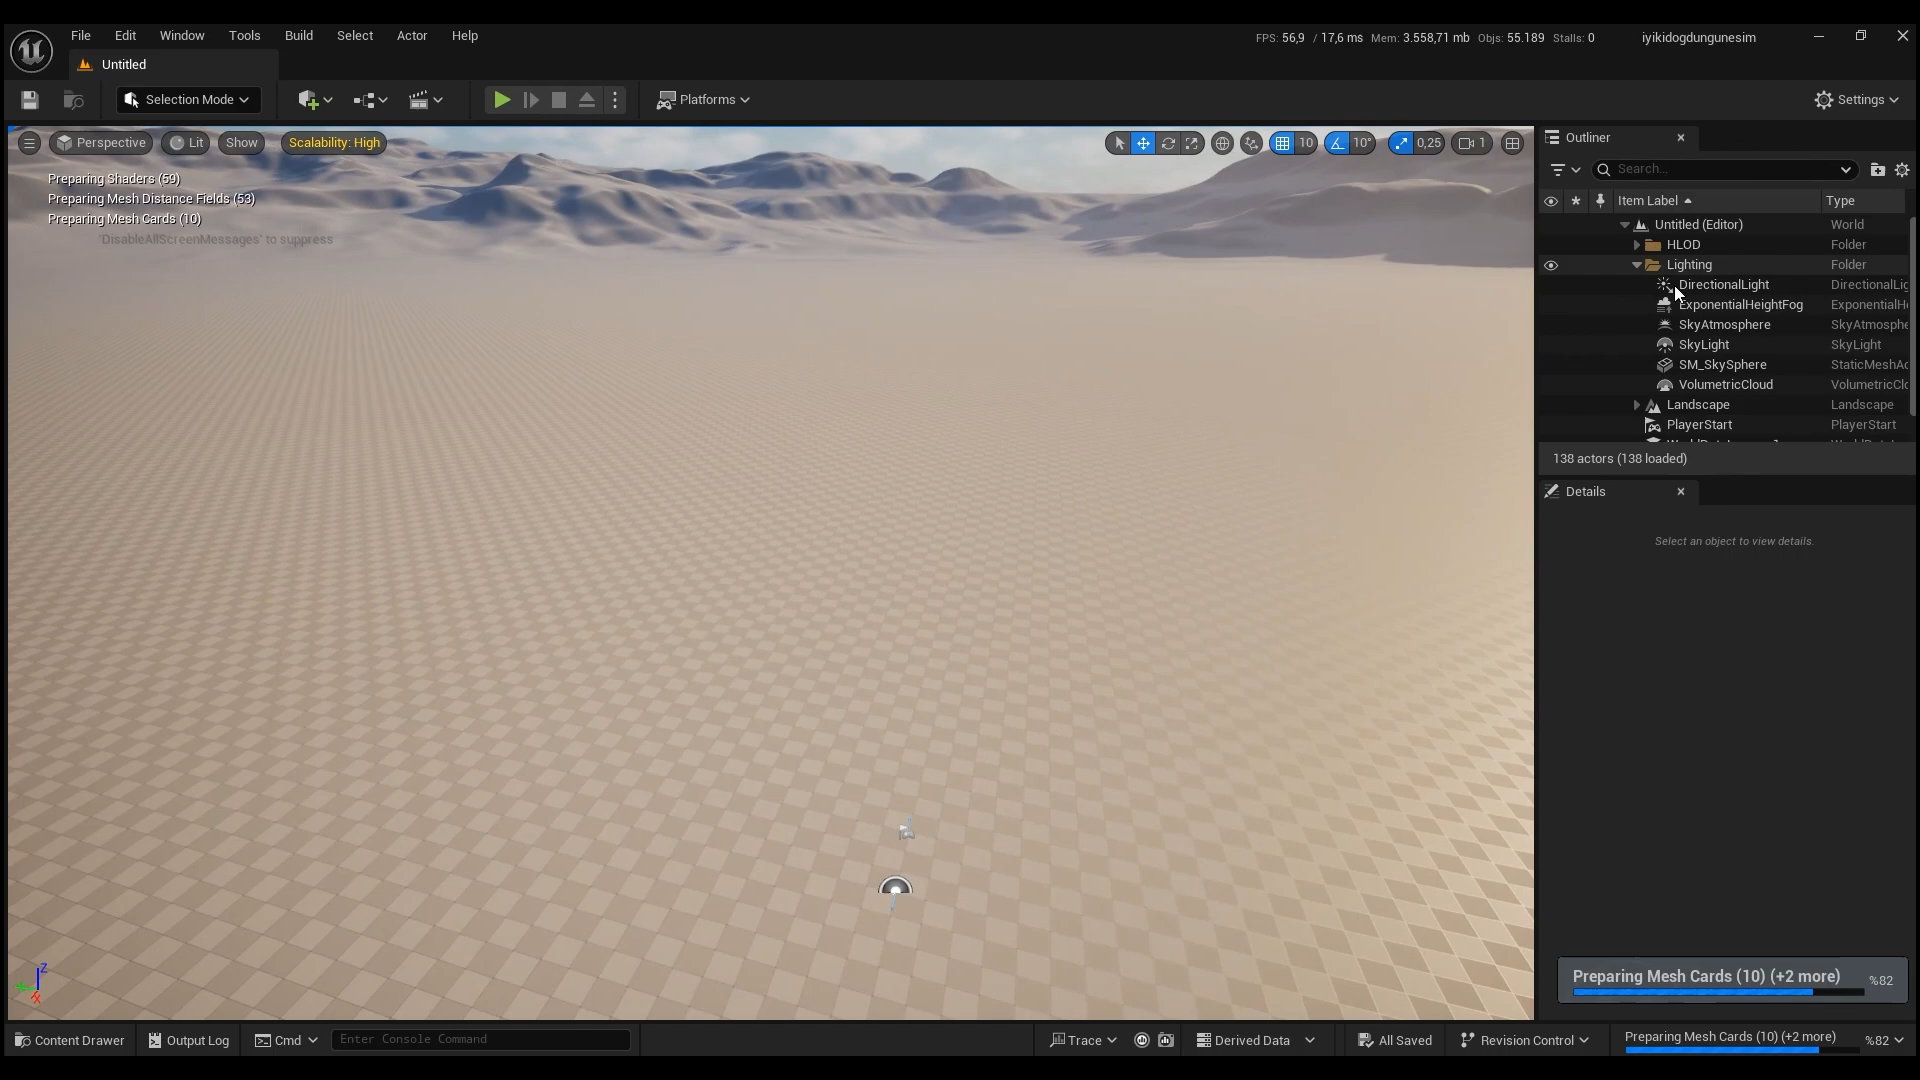 File Edit Window Tools Build Select Actor Help
FPS: 56,9 / 17,6 ms Mem: 3.558,71 mb Objs: 55.189 Stalls: 0
iyikidogdungunesim
Untitled
Selection Mode
Platforms
Settings
Perspective Lit Show Scalability: High
10 10° 0,25 1
Preparing Shaders (59)
Preparing Mesh Distance Fields (53)
Preparing Mesh Cards (10)
'DisableAllScreenMessages' to suppress
Outliner
Search...
Item Label Type
Untitled (Editor) World
HLOD Folder
Lighting Folder
DirectionalLight DirectionalLig
ExponentialHeightFog ExponentialHe
SkyAtmosphere SkyAtmosphe
SkyLight SkyLight
SM_SkySphere StaticMeshAc
VolumetricCloud VolumetricClo
Landscape Landscape
PlayerStart PlayerStart
138 actors (138 loaded)
Details
Select an object to view details.
Z
X
Preparing Mesh Cards (10) (+2 more) %82
Content Drawer Output Log Cmd Enter Console Command Trace Derived Data All Saved Revision Control Preparing Mesh Cards (10) (+2 more) %82